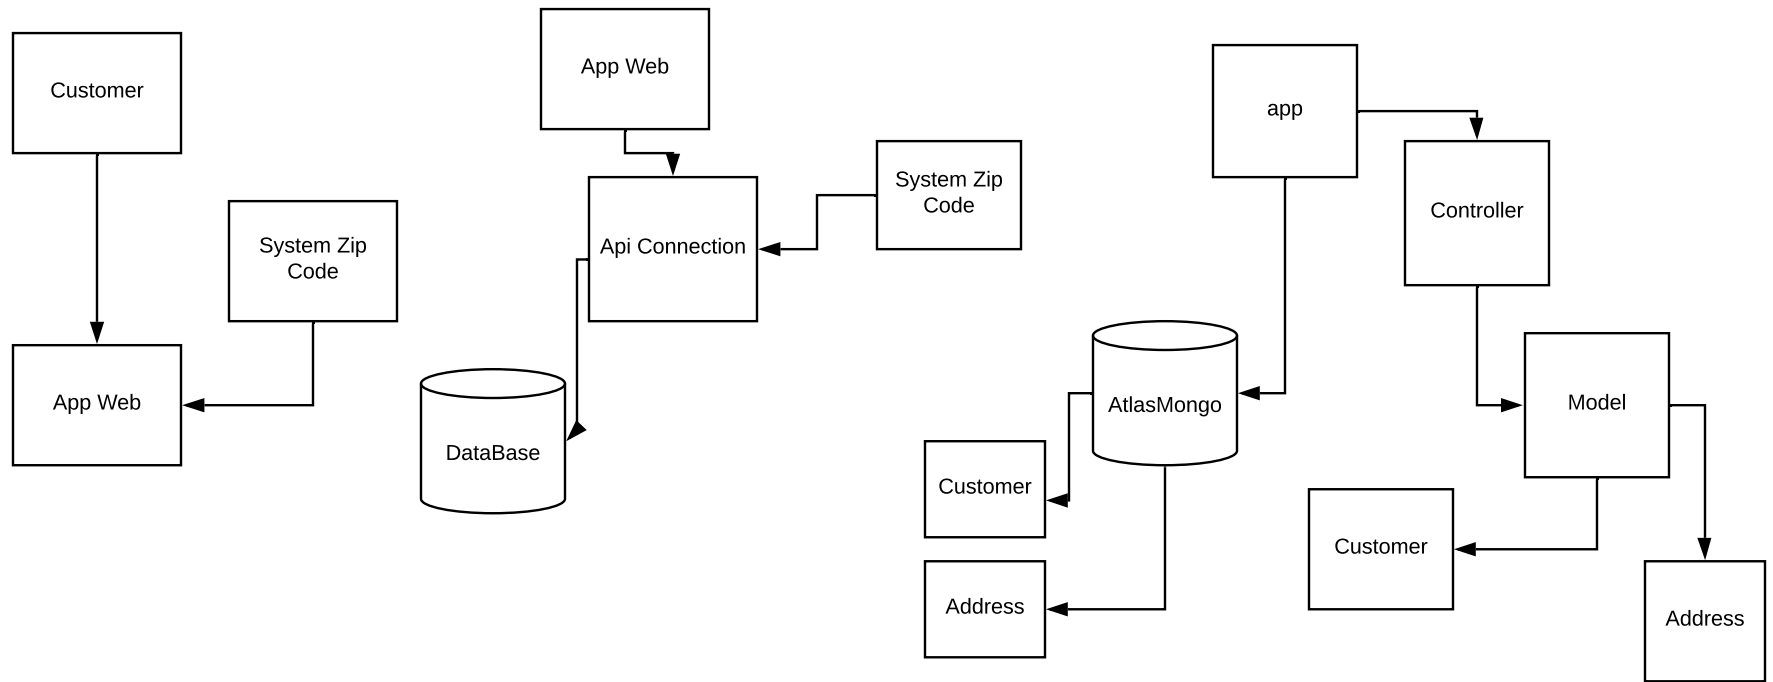 Customer
System Zip
Code
App Web
App Web
Api Connection
System Zip
Code
DataBase
app
Controller
AtlasMongo
Model
Customer
Address
Customer
Address